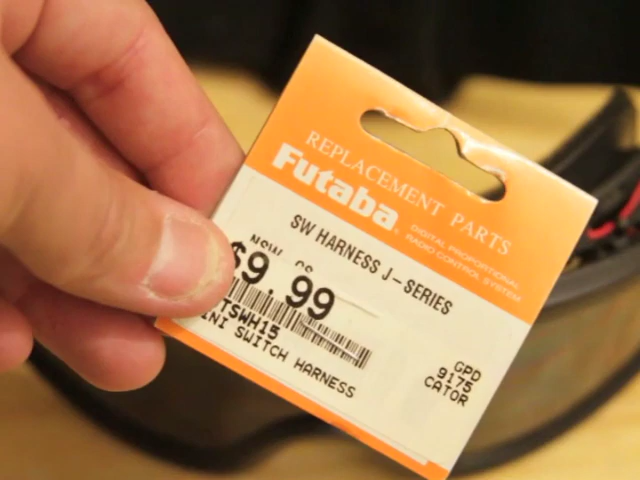 REPLACEMENT PARTS
Futaba®
DIGITAL PROPORTIONAL
RADIO CONTROL SYSTEM
SW HARNESS J-SERIES
$9.99
TSWH15
INI SWITCH HARNESS
GPD
9175
CATOR